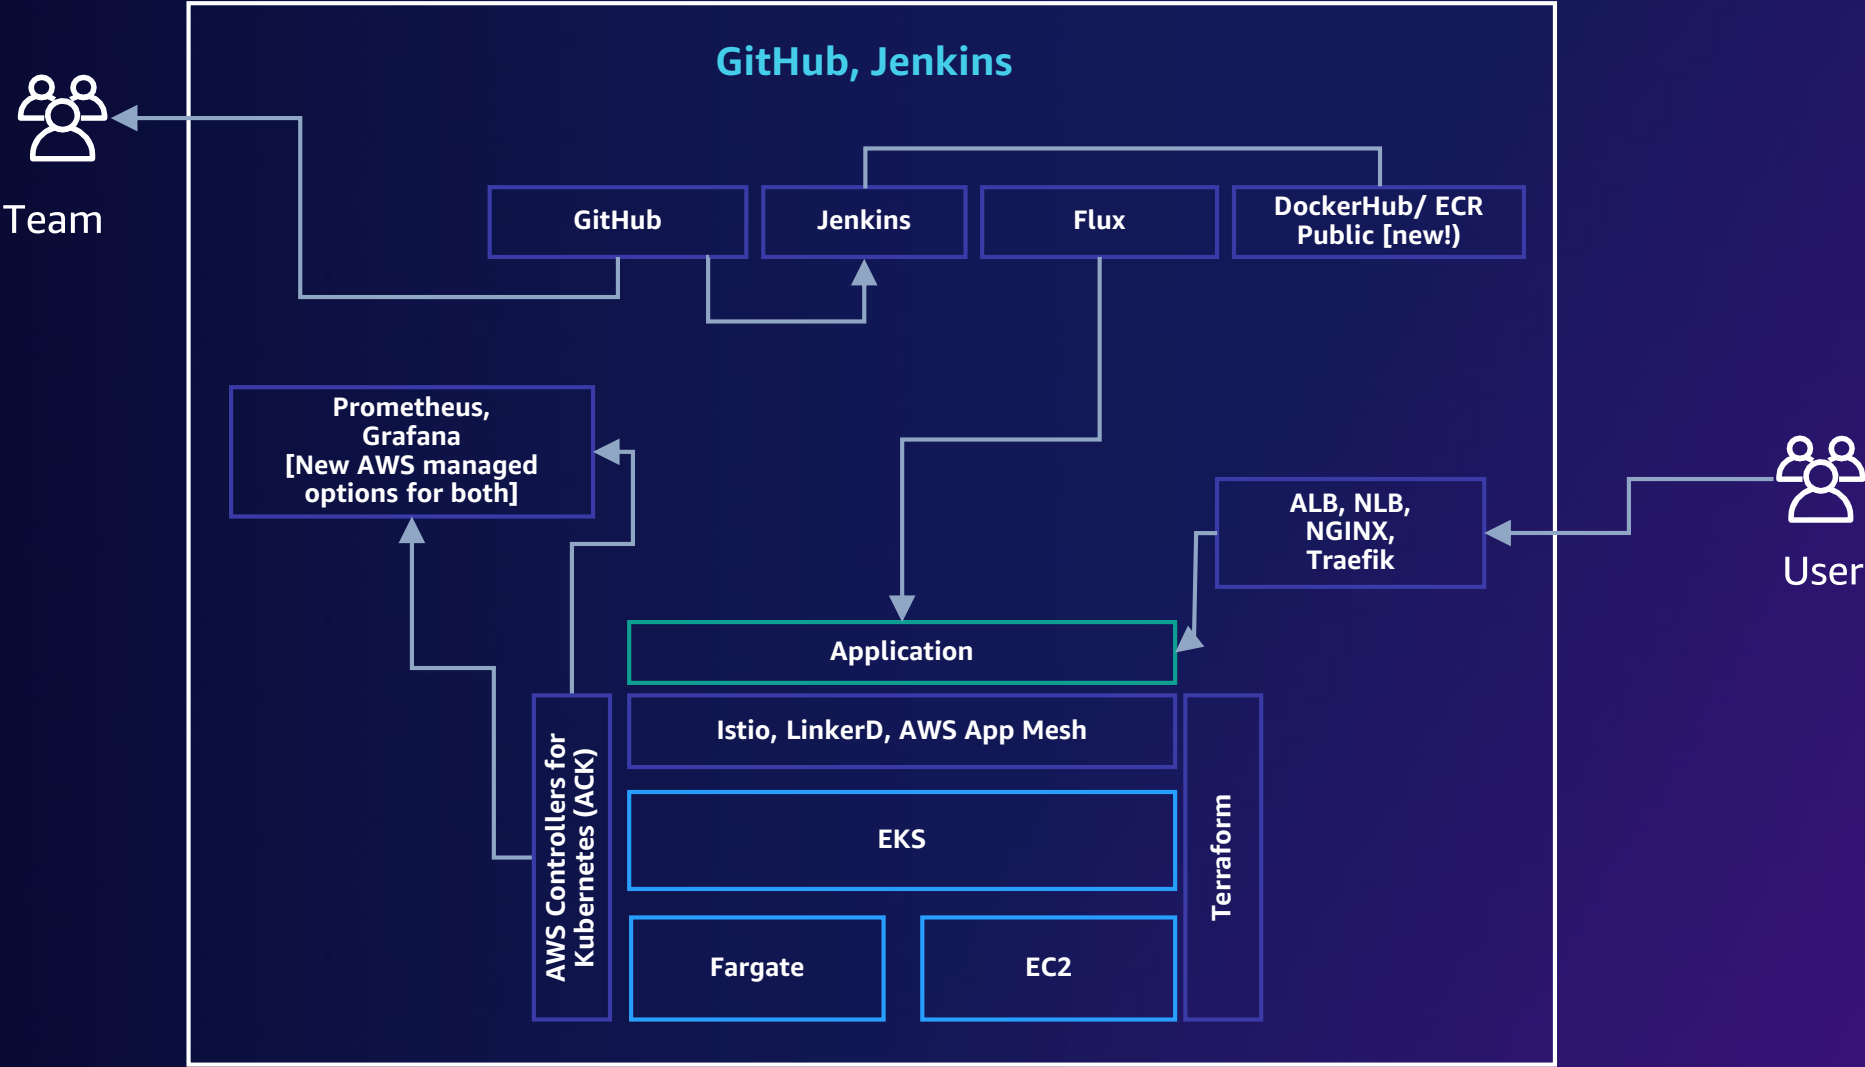 GitHub, Jenkins
Team
GitHub
Jenkins
Flux
DockerHub/ ECR
Public [new!)
Prometheus,
Grafana
[New AWS managed
options for both]
ALB, NLB,
NGINX,
Traefik
User
Application
Istio, LinkerD, AWS App Mesh
AWS Controllers for
Kubernetes (ACK)
EKS
Terraform
Fargate
EC2